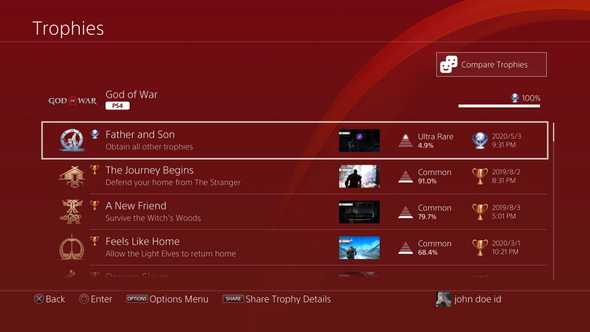 Trophies
Compare Trophies
GOD OF WAR
God of War
PS4
100%
Father and Son
Obtain all other trophies
Ultra Rare
4.9%
2020/5/3
9:31 PM
The Journey Begins
Defend your home from The Stranger
Common
91.0%
2019/8/2
8:31 PM
A New Friend
Survive the Witch's Woods
Common
79.7%
2019/8/3
5:01 PM
Feels Like Home
Allow the Light Elves to return home
Common
68.4%
2020/3/1
10:21 PM
Back
Enter
OPTIONS Options Menu
SHARE Share Trophy Details
john doe id